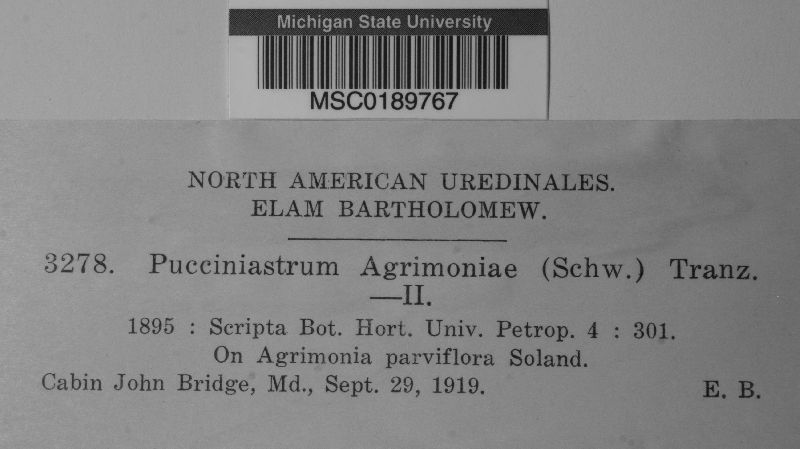 Michigan State University
MSC0189767
NORTH AMERICAN UREDINALES.
ELAM BARTHOLOMEW.
3278. Pucciniastrum Agrimoniae (Schw.) Tranz.
—II.
1895 : Scripta Bot. Hort. Univ. Petrop. 4 : 301.
On Agrimonia parviflora Soland.
Cabin John Bridge, Md., Sept. 29, 1919. E. B.